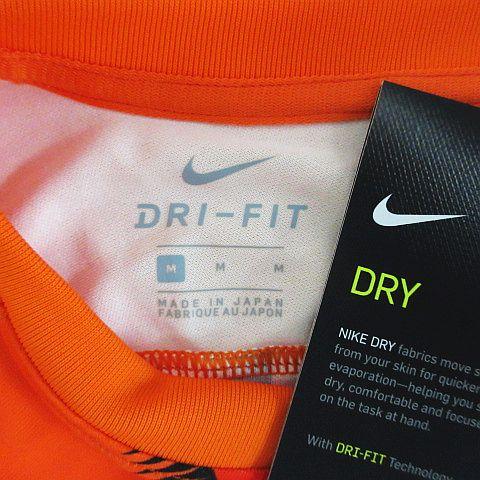 DRI-FIT
M M M
MADE IN JAPAN
FABRIQUE AU JAPON
DRY
NIKE DRY fabrics move
from your skin for quicker
evaporation—helping you
dry, comfortable and focuse
on the task at hand.
With DRI-FIT Technology